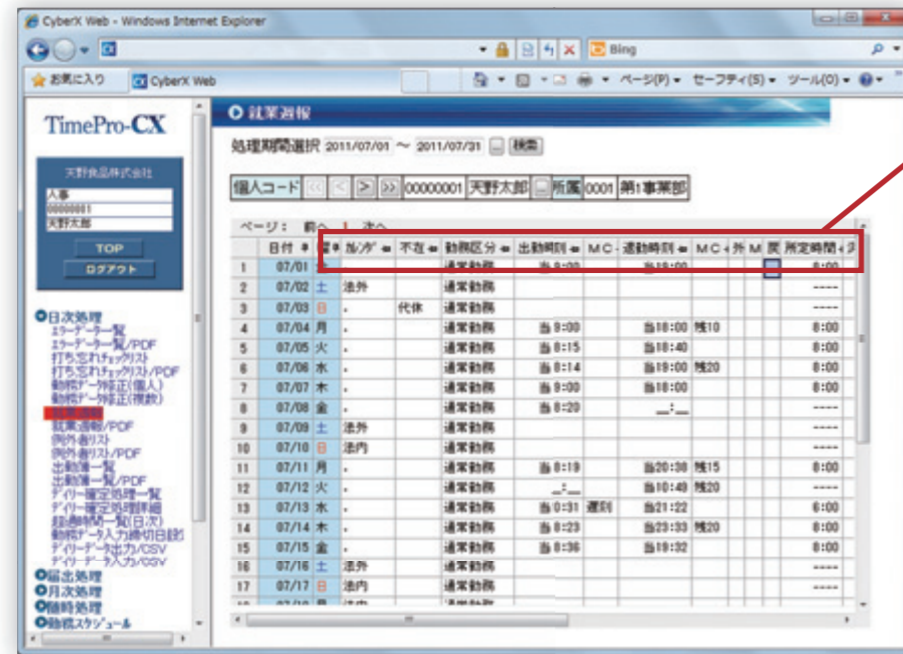 CyberX Web - Windows Internet Explorer
Bing
お気に入り CyberX Web ページ(P) セーフティ(S) ツール(O)
TimePro-CX
天野食品株式会社
人事
00000001
天野太郎
TOP
ログアウト
日次処理
エラーデータ一覧
エラーデータ一覧/PDF
打ち忘れチェックリスト
打ち忘れチェックリスト/PDF
勤務データ修正(個人)
勤務データ修正(複数)
就業週報
就業週報/PDF
例外者リスト
例外者リスト/PDF
出勤簿一覧
出勤簿一覧/PDF
デイリー確定処理一覧
デイリー確定処理詳細
超過時間一覧(日次)
デイリーデータ出力/CSV
デイリーデータ入力/CSV
届出処理
月次処理
随時処理
勤務スケジュール
就業週報
処理期間選択 2011/07/01 ～ 2011/07/31 ... 検索
個人コード << < > >> 00000001 天野太郎 ... 所属 0001 第1事業部
ページ: 前へ 1 次へ
日付 曜 カレンダ 不在 勤務区分 出勤時刻 MC 退勤時刻 MC 外 M 戻 所定時間
1 07/01 通常勤務 当 9:00 当19:00 8:00
2 07/02 土 法外 通常勤務 ----
3 07/03 日 . 代休 通常勤務 ----
4 07/04 月 . 通常勤務 当 9:00 当18:00 残10 8:00
5 07/05 火 . 通常勤務 当 8:15 当18:40 8:00
6 07/06 水 . 通常勤務 当 8:14 当19:00 残20 8:00
7 07/07 木 . 通常勤務 当 9:00 当18:00 8:00
8 07/08 金 . 通常勤務 当 8:20 __:__ ----
9 07/09 土 法外 通常勤務 ----
10 07/10 日 法内 通常勤務 ----
11 07/11 月 . 通常勤務 当 8:19 当20:38 残15 8:00
12 07/12 火 . 通常勤務 __:__ 当10:49 残20 ----
13 07/13 水 . 通常勤務 当 0:31 遅刻 当21:22 6:00
14 07/14 木 . 通常勤務 当 8:23 当23:33 残20 8:00
15 07/15 金 . 通常勤務 当 8:36 当19:32 8:00
16 07/16 土 法外 通常勤務 ----
17 07/17 日 法内 通常勤務 ----